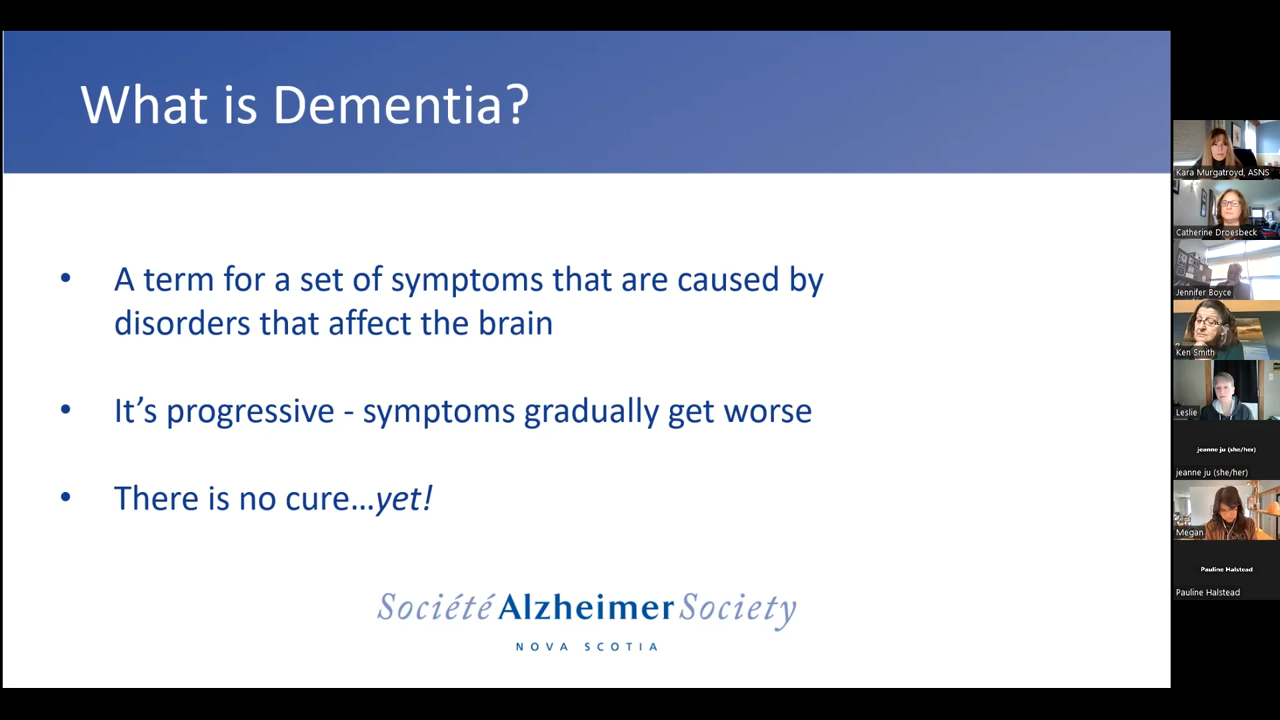 What is Dementia?
• A term for a set of symptoms that are caused by
disorders that affect the brain
• It’s progressive - symptoms gradually get worse
• There is no cure…yet!
Société Alzheimer Society
NOVA SCOTIA
Kara Murgatroyd, ASNS
Catherine Droesbeck
Jennifer Boyce
Ken Smith
Leslie
jeanne ju (she/her)
jeanne ju (she/her)
Megan
Pauline Halstead
Pauline Halstead